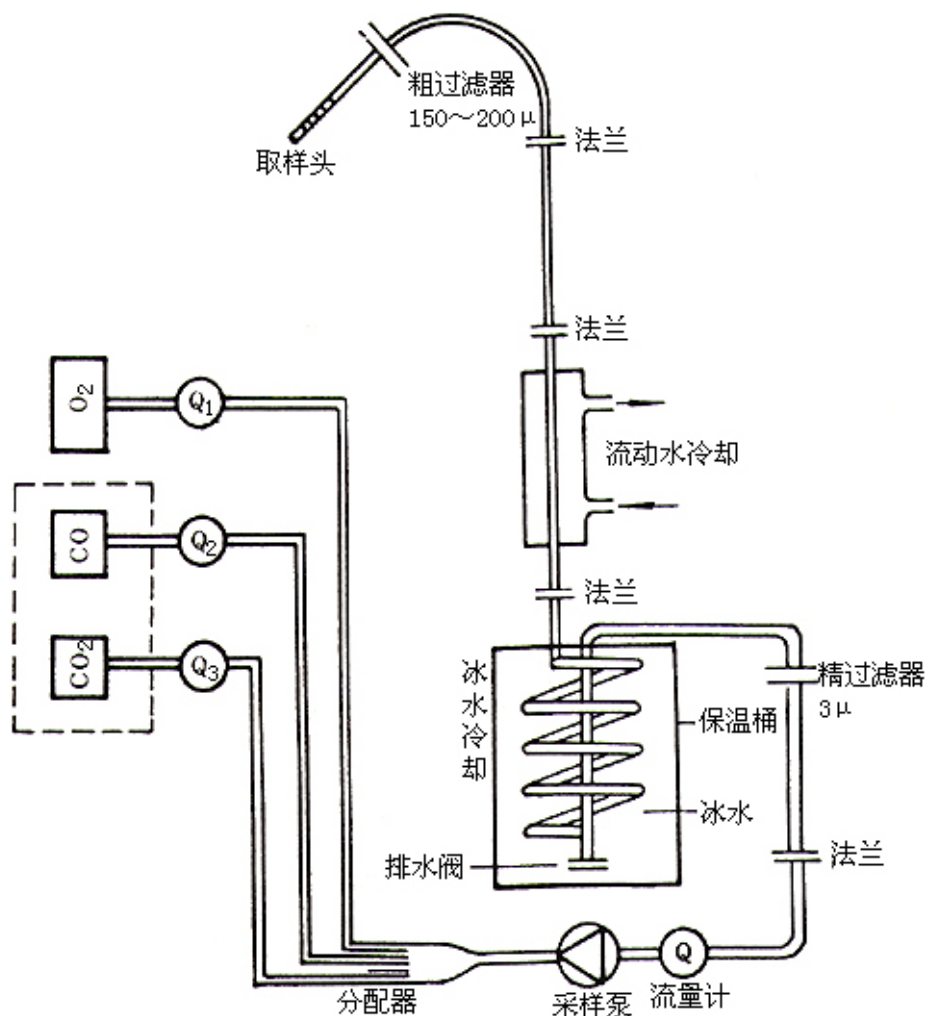 粗过滤器
150～200μ
取样头
法兰
法兰
O2
Q1
流动水冷却
CO
Q2
法兰
CO2
Q3
冰水冷却
精过滤器
3μ
保温桶
冰水
排水阀
法兰
分配器
采样泵
Q
流量计